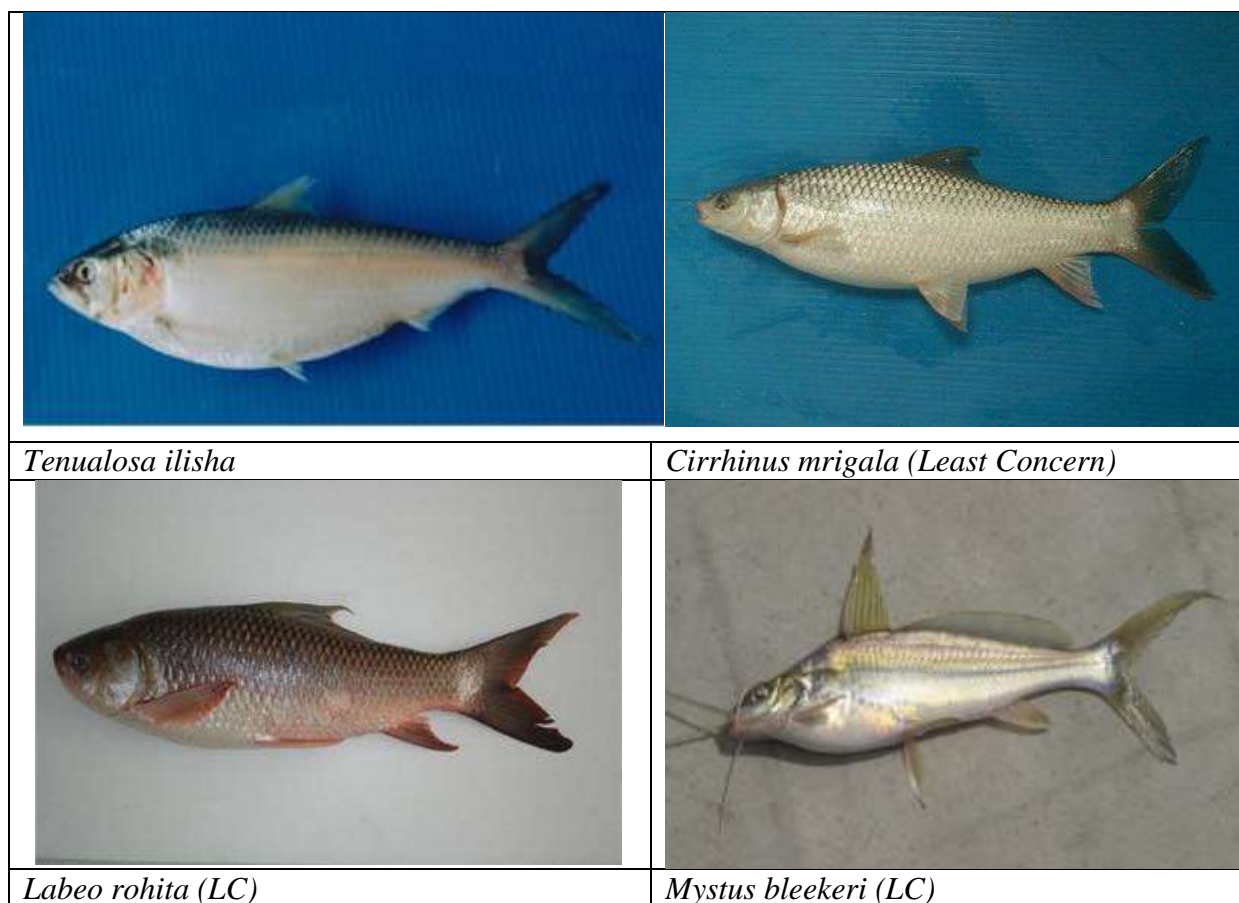 Tenualosa ilisha
Cirrhinus mrigala (Least Concern)
Labeo rohita (LC)
Mystus bleekeri (LC)